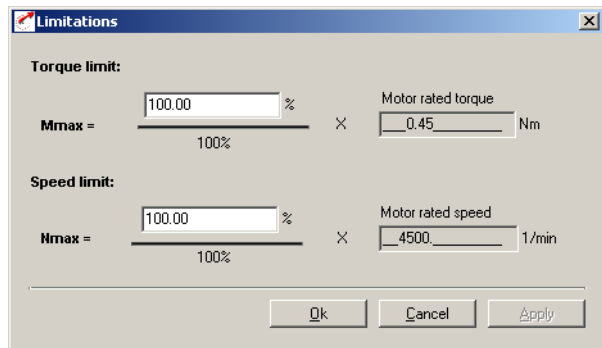 Limitations
Torque limit:
Mmax =
100.00 %
100%
X
Motor rated torque
__0.45________ Nm
Speed limit:
Nmax =
100.00 %
100%
X
Motor rated speed
__4500.________ 1/min
Ok Cancel Apply